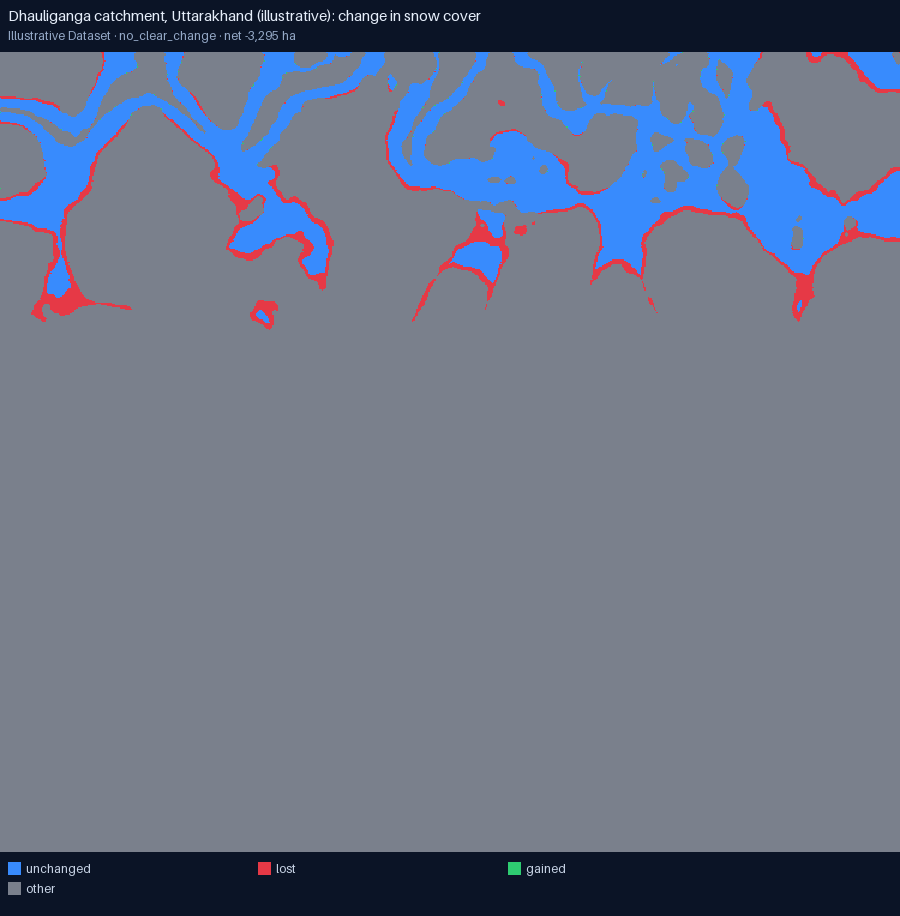 Dhauliganga catchment, Uttarakhand (illustrative): change in snow cover
Illustrative Dataset · no_clear_change · net -3,295 ha
unchanged
lost
gained
other